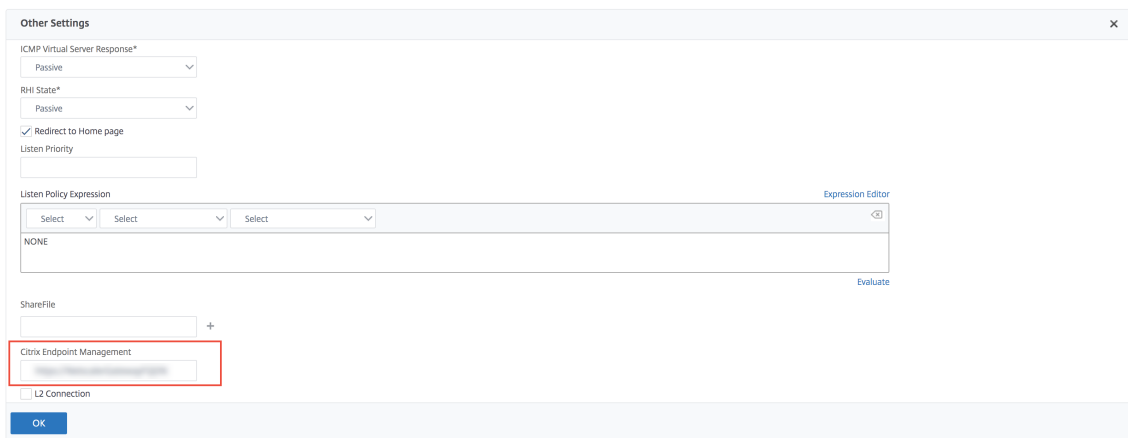 Other Settings
ICMP Virtual Server Response*
Passive
RHI State*
Passive
Redirect to Home page
Listen Priority
Listen Policy Expression Expression Editor
Select Select Select
NONE
Evaluate
ShareFile
+
Citrix Endpoint Management
L2 Connection
OK